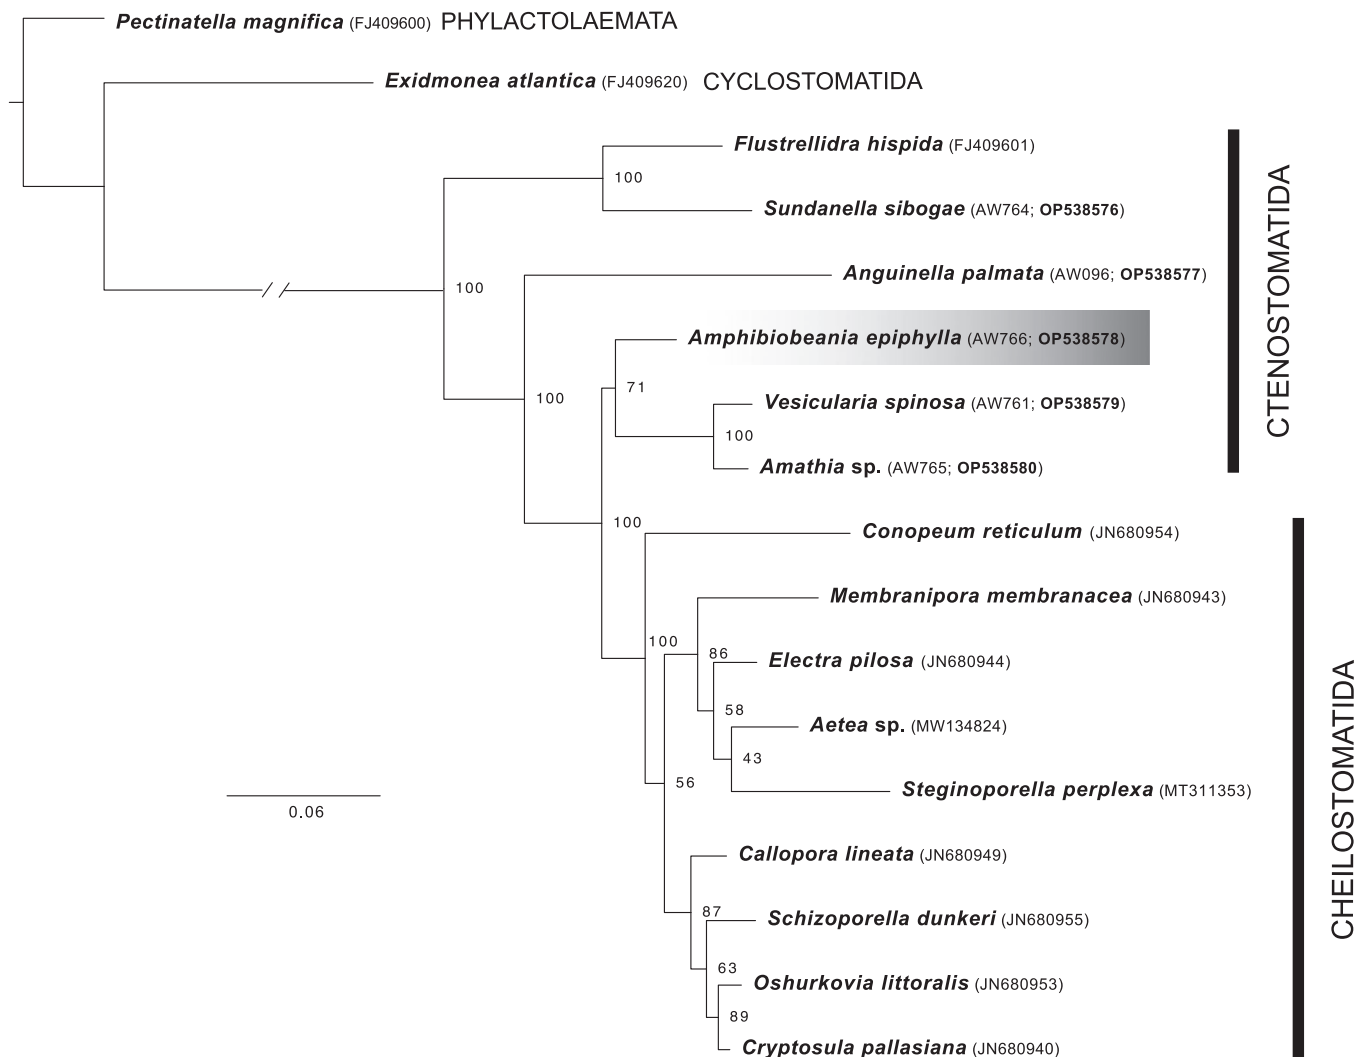 Pectinatella magnifica (FJ409600) PHYLACTOLAEMATA
Exidmonea atlantica (FJ409620) CYCLOSTOMATIDA
Flustrellidra hispida (FJ409601)
100
Sundanella sibogae (AW764; OP538576)
Anguinella palmata (AW096; OP538577)
100
Amphibiobeania epiphylla (AW766; OP538578)
71
100
Vesicularia spinosa (AW761; OP538579)
100
Amathia sp. (AW765; OP538580)
CTENOSTOMATIDA
100
Conopeum reticulum (JN680954)
Membranipora membranacea (JN680943)
100
86
Electra pilosa (JN680944)
58
Aetea sp. (MW134824)
43
56
Steginoporella perplexa (MT311353)
0.06
Callopora lineata (JN680949)
87
Schizoporella dunkeri (JN680955)
63
Oshurkovia littoralis (JN680953)
89
Cryptosula pallasiana (JN680940)
CHEILOSTOMATIDA